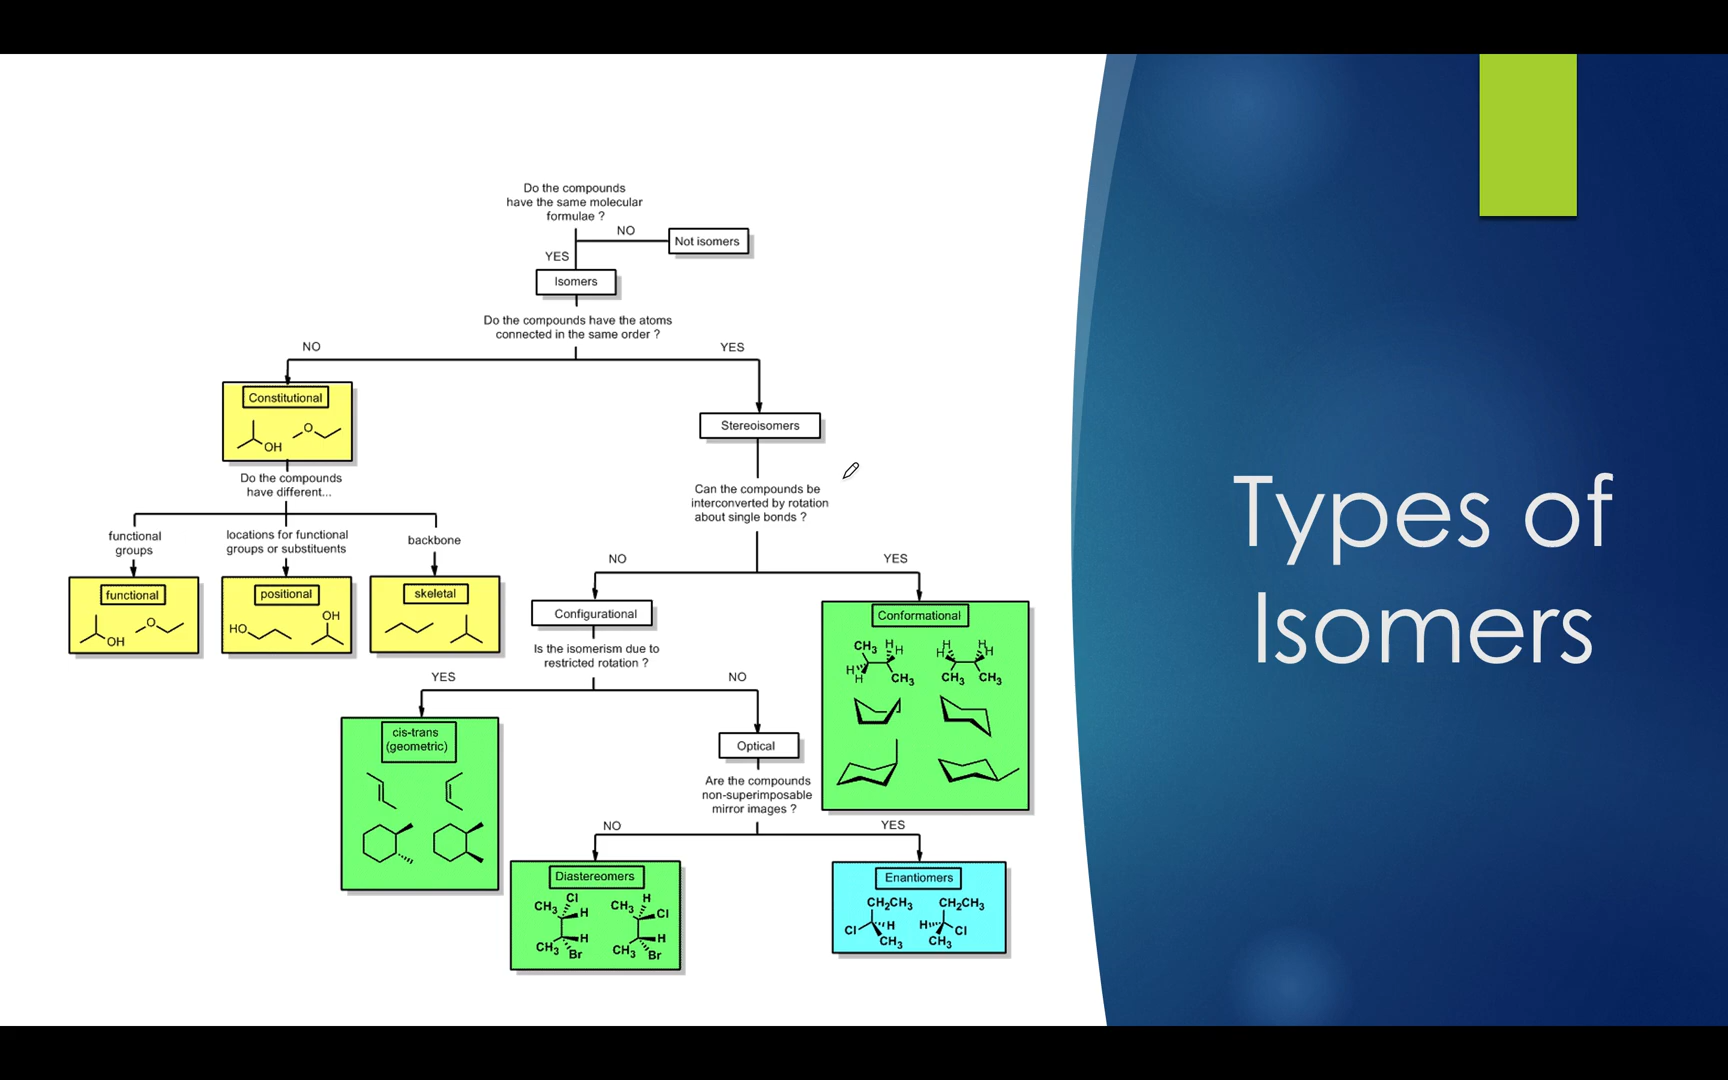 Do the compounds
have the same molecular
formulae ?
NO
Not isomers
YES
Isomers
Do the compounds have the atoms
connected in the same order ?
NO
YES
Constitutional
OH
O
Stereoisomers
Do the compounds
have different...
Can the compounds be
interconverted by rotation
about single bonds ?
functional
groups
locations for functional
groups or substituents
backbone
NO
YES
functional
OH
O
positional
HO
OH
skeletal
Configurational
Conformational
CH3
H
H
H
H
CH3
H
H
H
H
CH3
CH3
Is the isomerism due to
restricted rotation ?
YES
NO
cis-trans
(geometric)
Optical
Are the compounds
non-superimposable
mirror images ?
NO
YES
Diastereomers
Cl
CH3
H
CH3
H
Br
H
CH3
Cl
H
CH3
Br
Enantiomers
CH2CH3
Cl
H
CH3
CH2CH3
H
Cl
CH3
Types of
Isomers